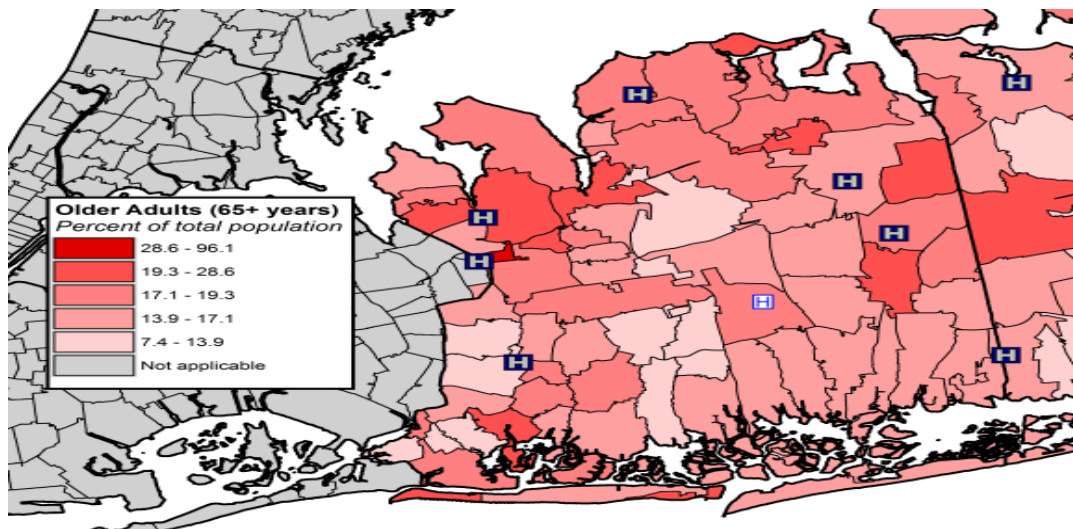 H
H
H
H
H
H
H
H
H
Older Adults (65+ years)
Percent of total population
28.6 - 96.1
19.3 - 28.6
17.1 - 19.3
13.9 - 17.1
7.4 - 13.9
Not applicable